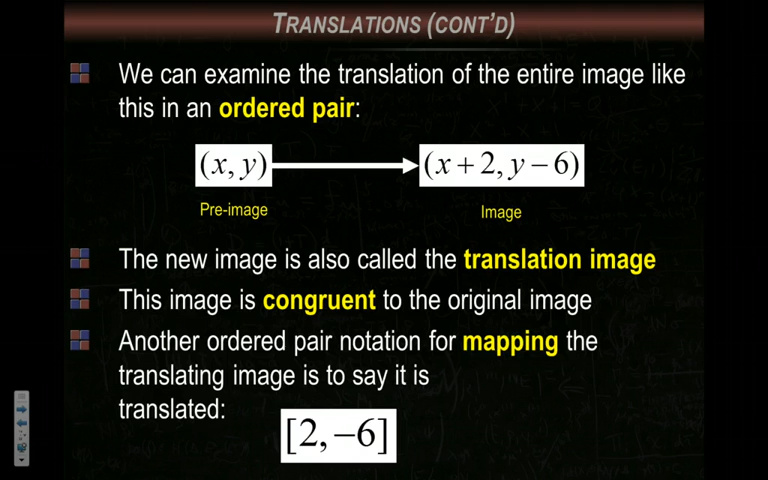 TRANSLATIONS (CONT'D)
We can examine the translation of the entire image like
this in an ordered pair:
(x, y) (x + 2, y − 6)
Pre-image Image
The new image is also called the translation image
This image is congruent to the original image
Another ordered pair notation for mapping the
translating image is to say it is
translated:
[2, −6]